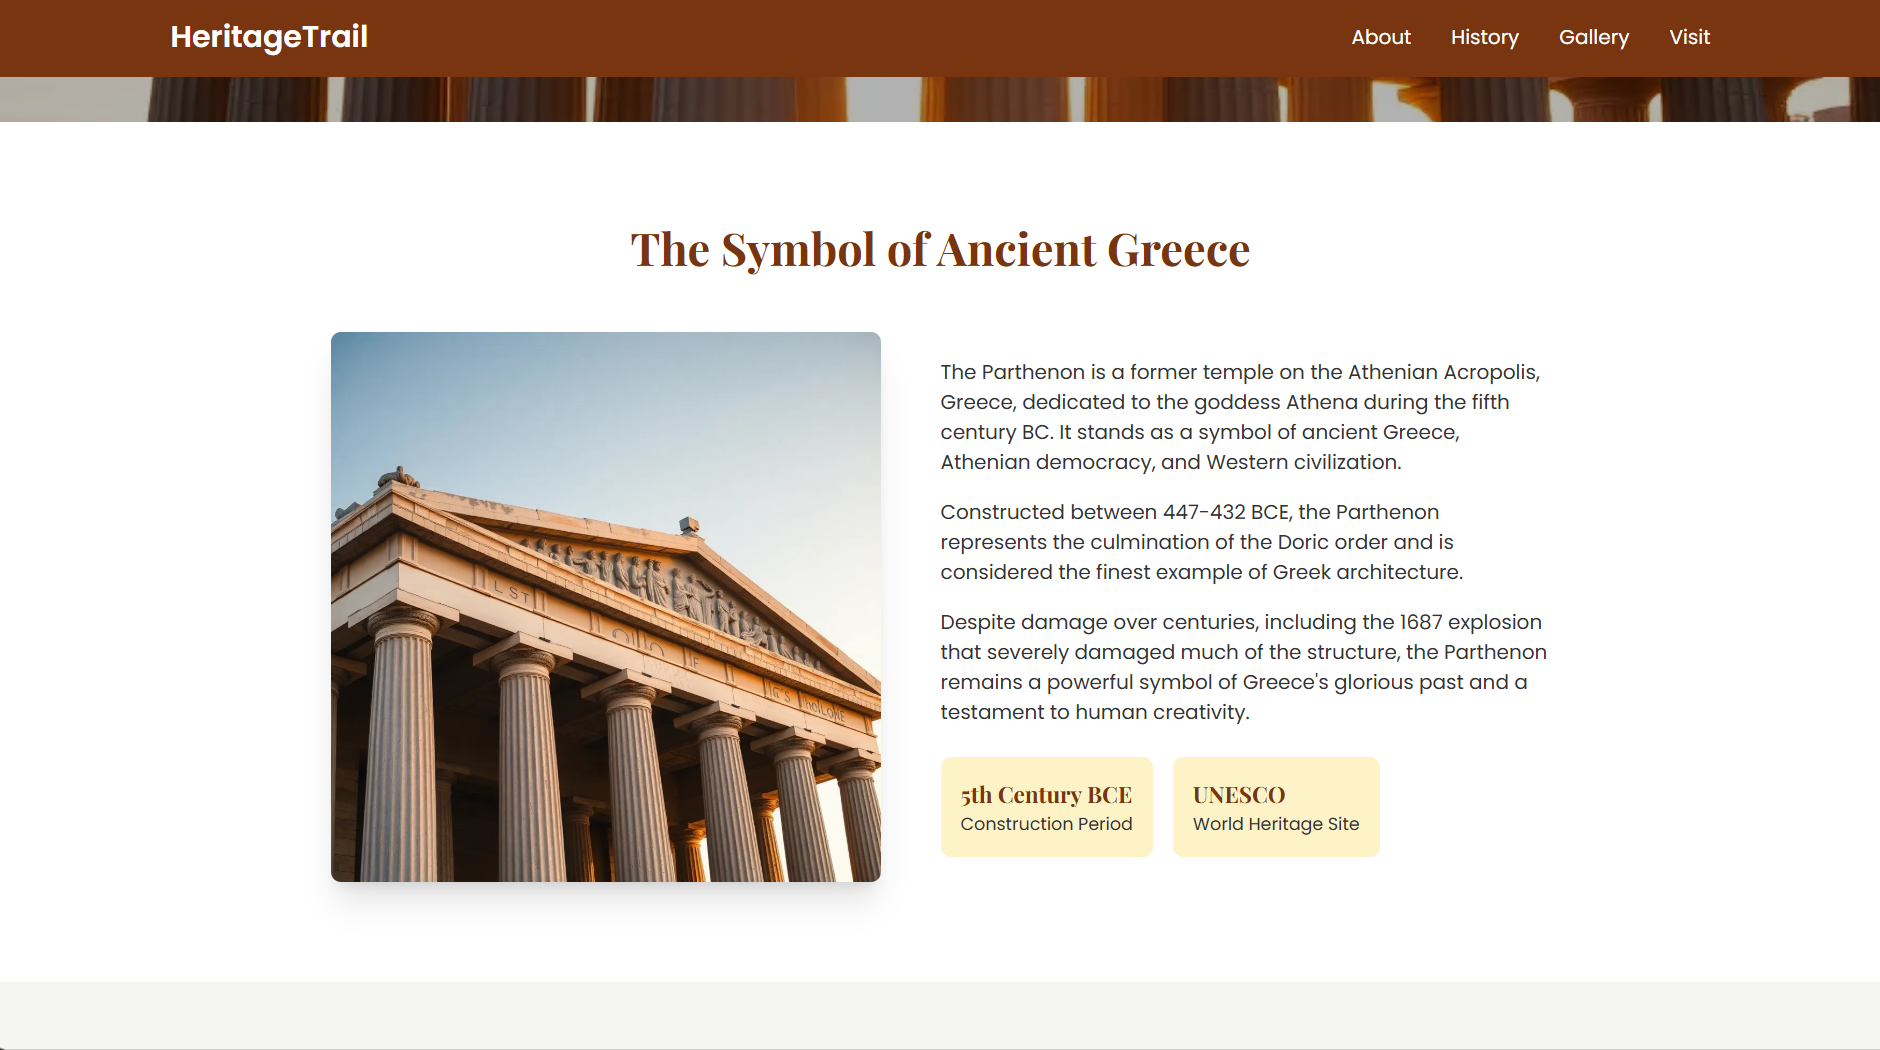 HeritageTrail
About History Gallery Visit
The Symbol of Ancient Greece
The Parthenon is a former temple on the Athenian Acropolis,
Greece, dedicated to the goddess Athena during the fifth
century BC. It stands as a symbol of ancient Greece,
Athenian democracy, and Western civilization.
Constructed between 447-432 BCE, the Parthenon
represents the culmination of the Doric order and is
considered the finest example of Greek architecture.
Despite damage over centuries, including the 1687 explosion
that severely damaged much of the structure, the Parthenon
remains a powerful symbol of Greece's glorious past and a
testament to human creativity.
5th Century BCE
Construction Period
UNESCO
World Heritage Site